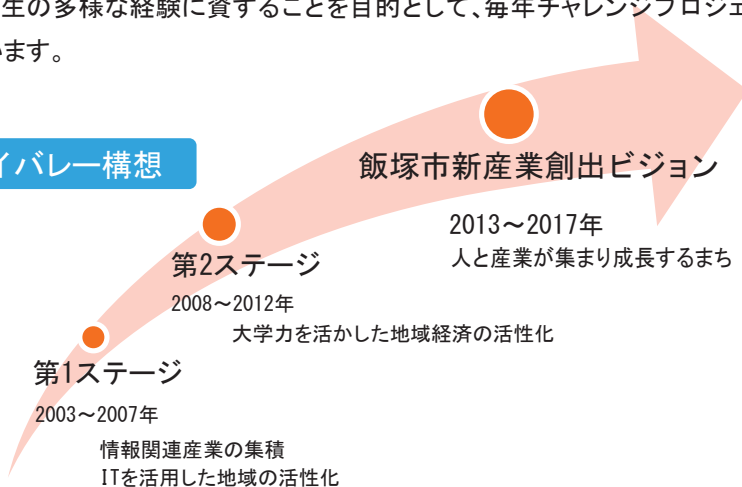 生の多様な経験に資することを目的として、毎年チャレンジプロジェ
います。
イバレー構想
飯塚市新産業創出ビジョン
2013～2017年
人と産業が集まり成長するまち
第2ステージ
2008～2012年
大学力を活かした地域経済の活性化
第1ステージ
2003～2007年
情報関連産業の集積
ITを活用した地域の活性化